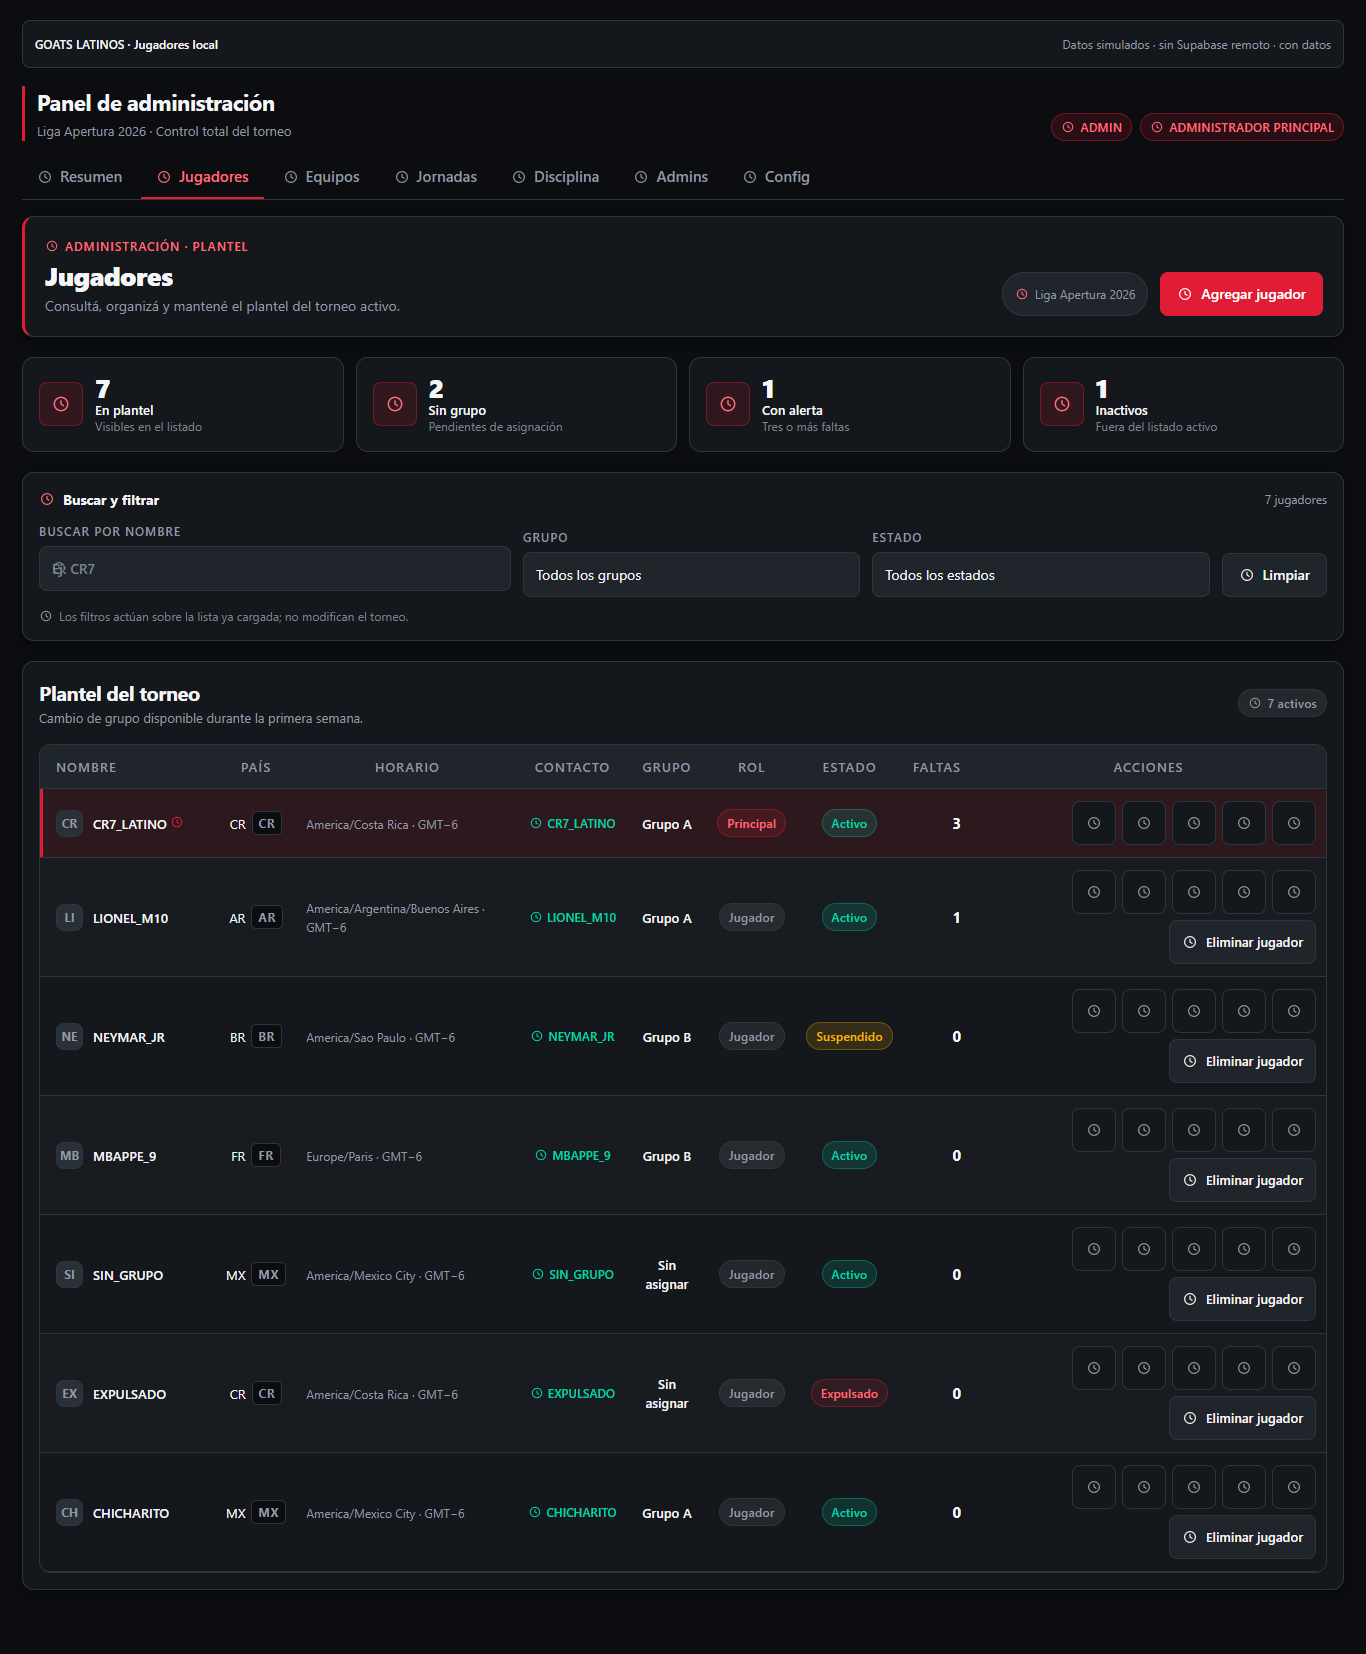 GOATS LATINOS · Jugadores local
Datos simulados · sin Supabase remoto · con datos
Panel de administración
Liga Apertura 2026 · Control total del torneo
ADMIN
ADMINISTRADOR PRINCIPAL
Resumen
Jugadores
Equipos
Jornadas
Disciplina
Admins
Config
ADMINISTRACIÓN · PLANTEL
Jugadores
Consultá, organizá y mantené el plantel del torneo activo.
Liga Apertura 2026
Agregar jugador
7
En plantel
Visibles en el listado
2
Sin grupo
Pendientes de asignación
1
Con alerta
Tres o más faltas
1
Inactivos
Fuera del listado activo
Buscar y filtrar
7 jugadores
BUSCAR POR NOMBRE
CR7
GRUPO
Todos los grupos
ESTADO
Todos los estados
Limpiar
Los filtros actúan sobre la lista ya cargada; no modifican el torneo.
Plantel del torneo
Cambio de grupo disponible durante la primera semana.
7 activos
NOMBRE PAÍS HORARIO CONTACTO GRUPO ROL ESTADO FALTAS ACCIONES
CR CR7_LATINO CR CR America/Costa Rica · GMT−6 CR7_LATINO Grupo A Principal Activo 3
LI LIONEL_M10 AR AR America/Argentina/Buenos Aires ·
GMT−6
LIONEL_M10 Grupo A Jugador Activo 1
Eliminar jugador
NE NEYMAR_JR BR BR America/Sao Paulo · GMT−6 NEYMAR_JR Grupo B Jugador Suspendido 0
Eliminar jugador
MB MBAPPE_9 FR FR Europe/Paris · GMT−6 MBAPPE_9 Grupo B Jugador Activo 0
Eliminar jugador
SI SIN_GRUPO MX MX America/Mexico City · GMT−6 SIN_GRUPO Sin
asignar
Jugador Activo 0
Eliminar jugador
EX EXPULSADO CR CR America/Costa Rica · GMT−6 EXPULSADO Sin
asignar
Jugador Expulsado 0
Eliminar jugador
CH CHICHARITO MX MX America/Mexico City · GMT−6 CHICHARITO Grupo A Jugador Activo 0
Eliminar jugador